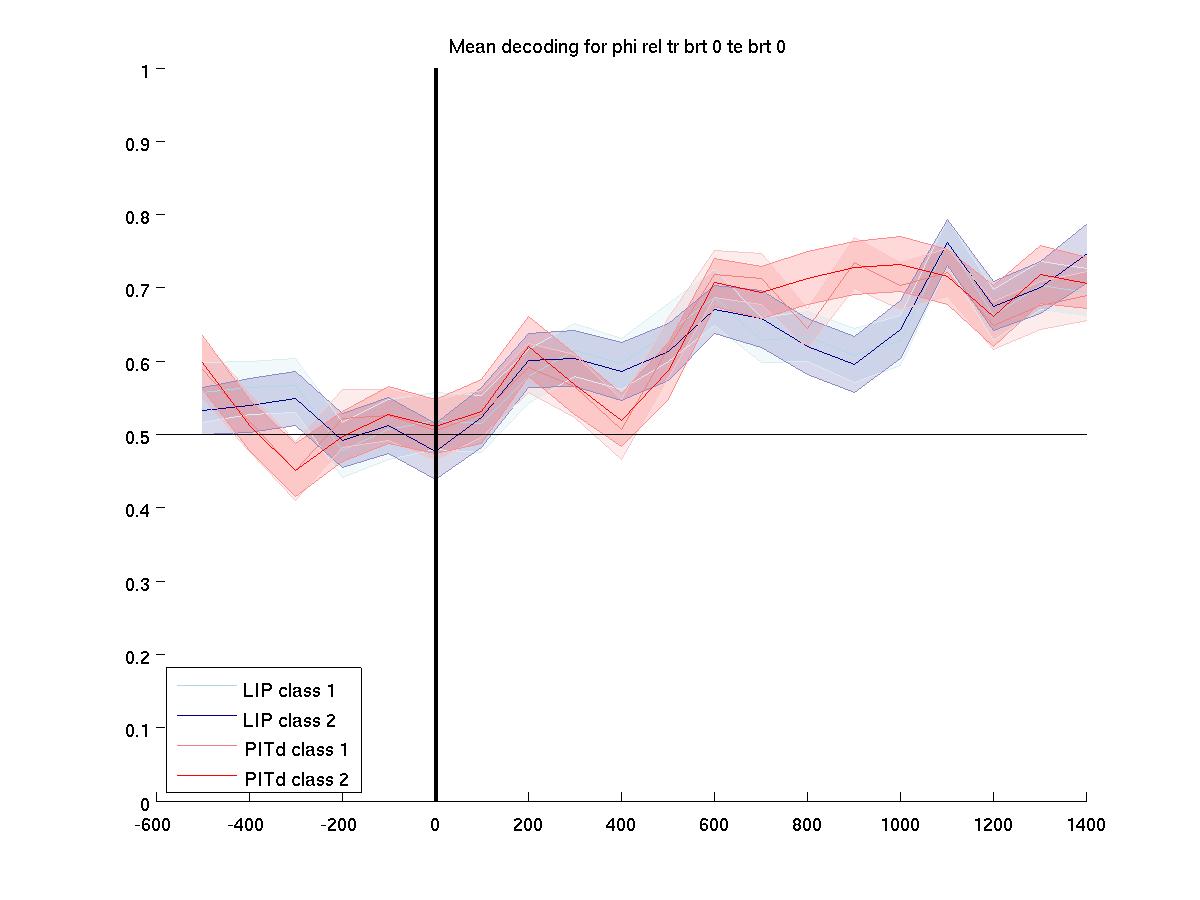 Mean decoding for phi rel tr brt 0 te brt 0
1
0.9
0.8
0.7
0.6
0.5
0.4
0.3
0.2
0.1
0
LIP class 1
LIP class 2
PITd class 1
PITd class 2
-600 -400 -200 0 200 400 600 800 1000 1200 1400